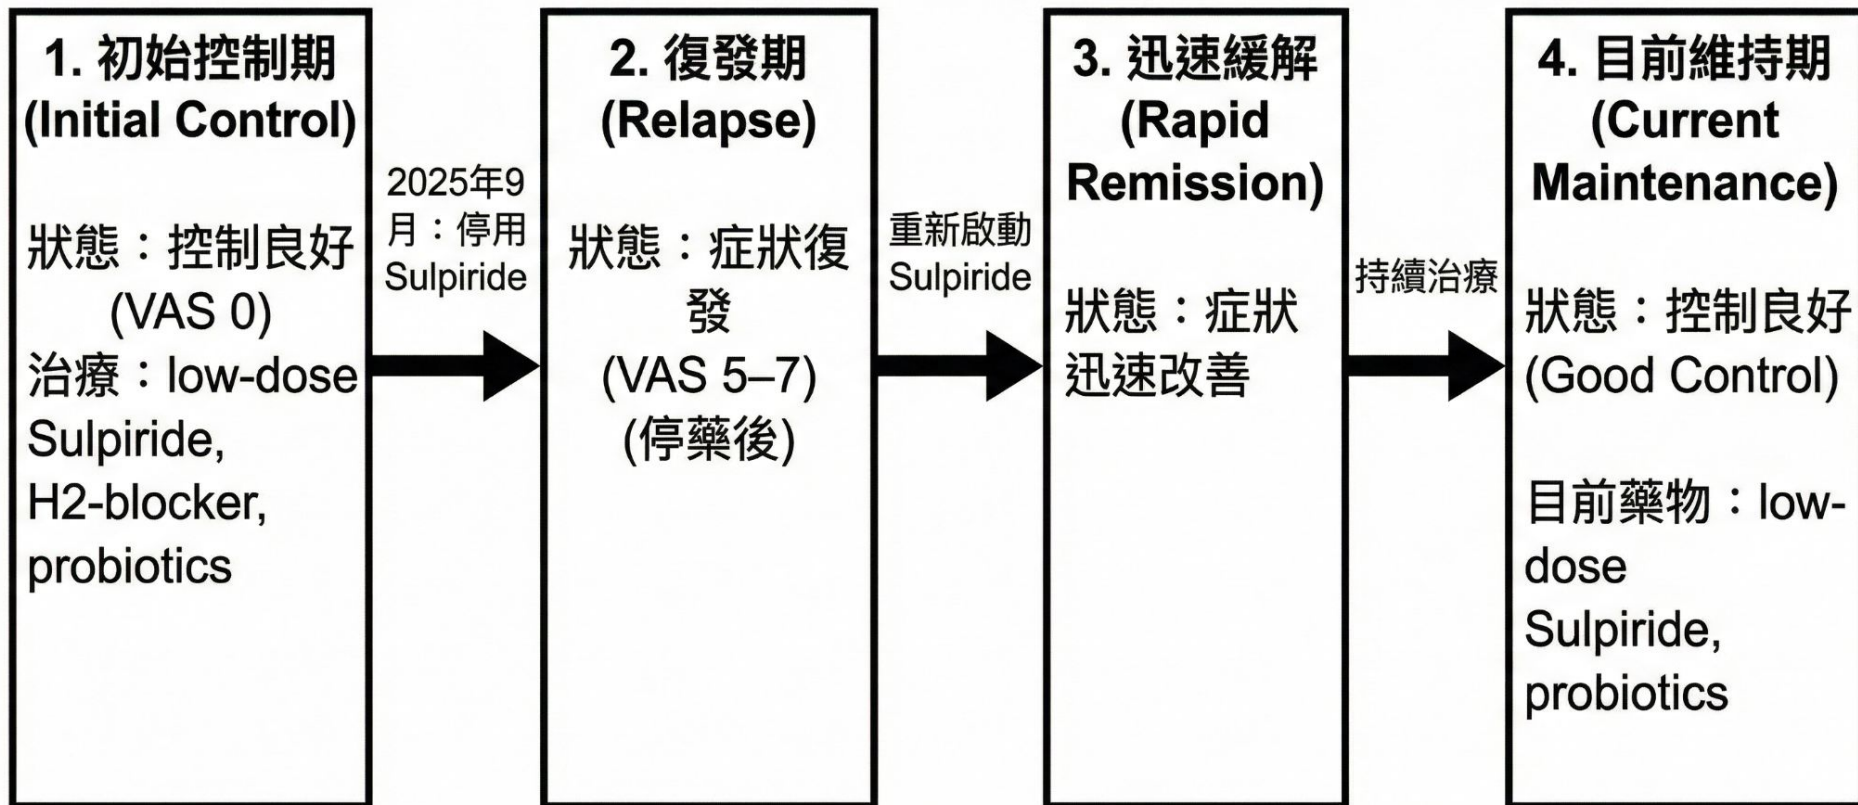 1. 初始控制期
(Initial Control)
狀態：控制良好
(VAS 0)
治療：low-dose
Sulpiride,
H2-blocker,
probiotics
2025年9
月：停用
Sulpiride
2. 復發期
(Relapse)
狀態：症狀復
發
(VAS 5–7)
(停藥後)
重新啟動
Sulpiride
3. 迅速緩解
(Rapid
Remission)
狀態：症狀
迅速改善
持續治療
4. 目前維持期
(Current
Maintenance)
狀態：控制良好
(Good Control)
目前藥物：low-
dose
Sulpiride,
probiotics